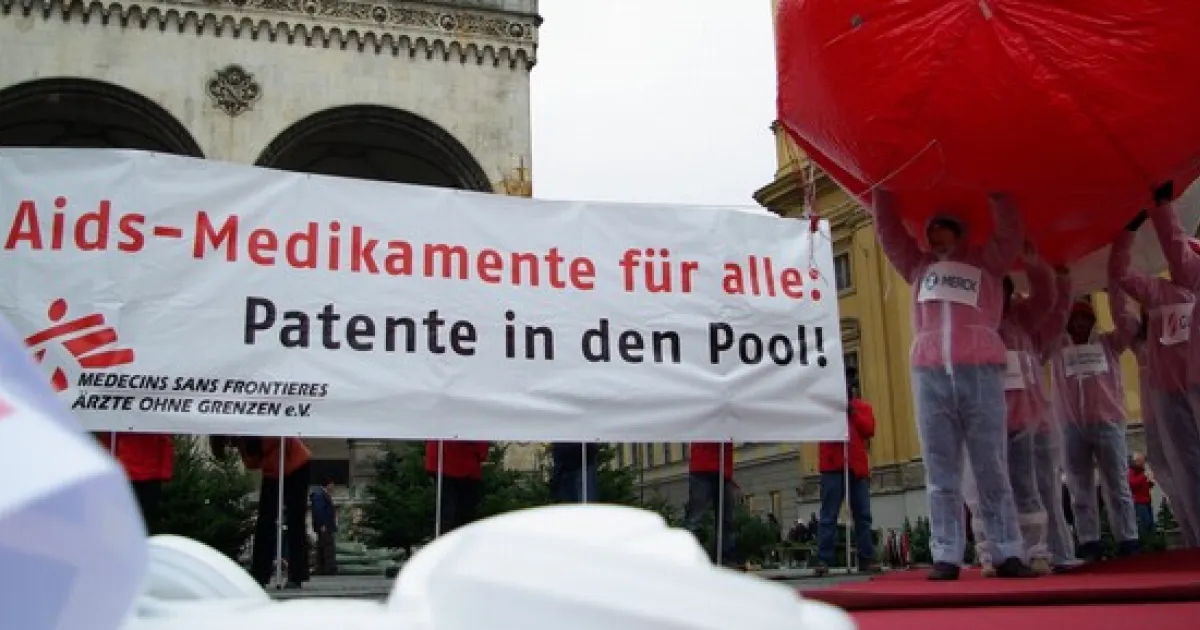 Aids-Medikamente für alle:
Patente in den Pool!
MEDECINS SANS FRONTIERES
ÄRZTE OHNE GRENZEN e.V.
MERCK